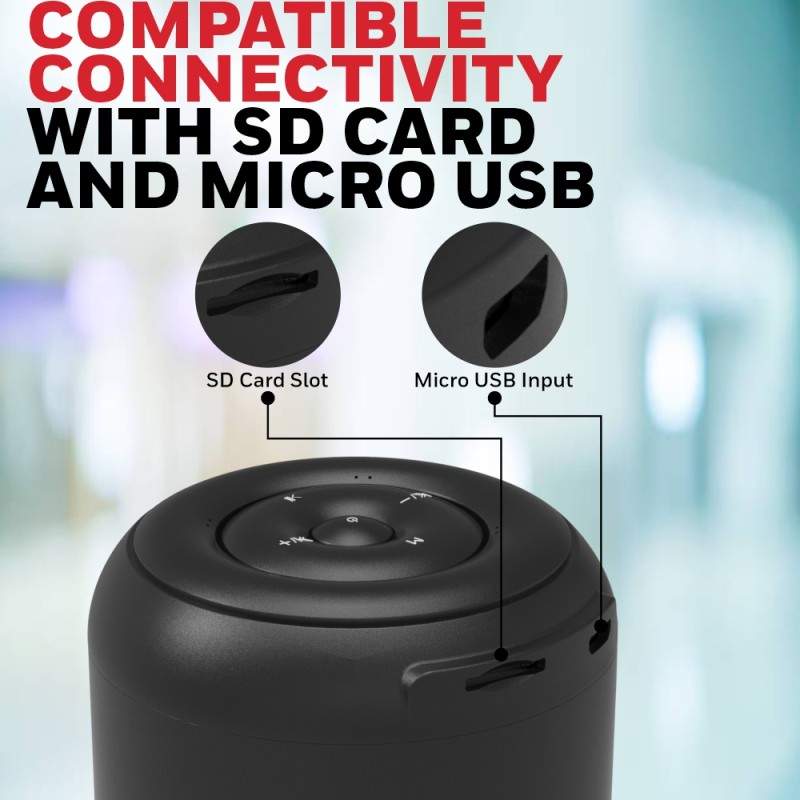 COMPATIBLE
CONNECTIVITY
WITH SD CARD
AND MICRO USB
SD Card Slot
Micro USB Input
M